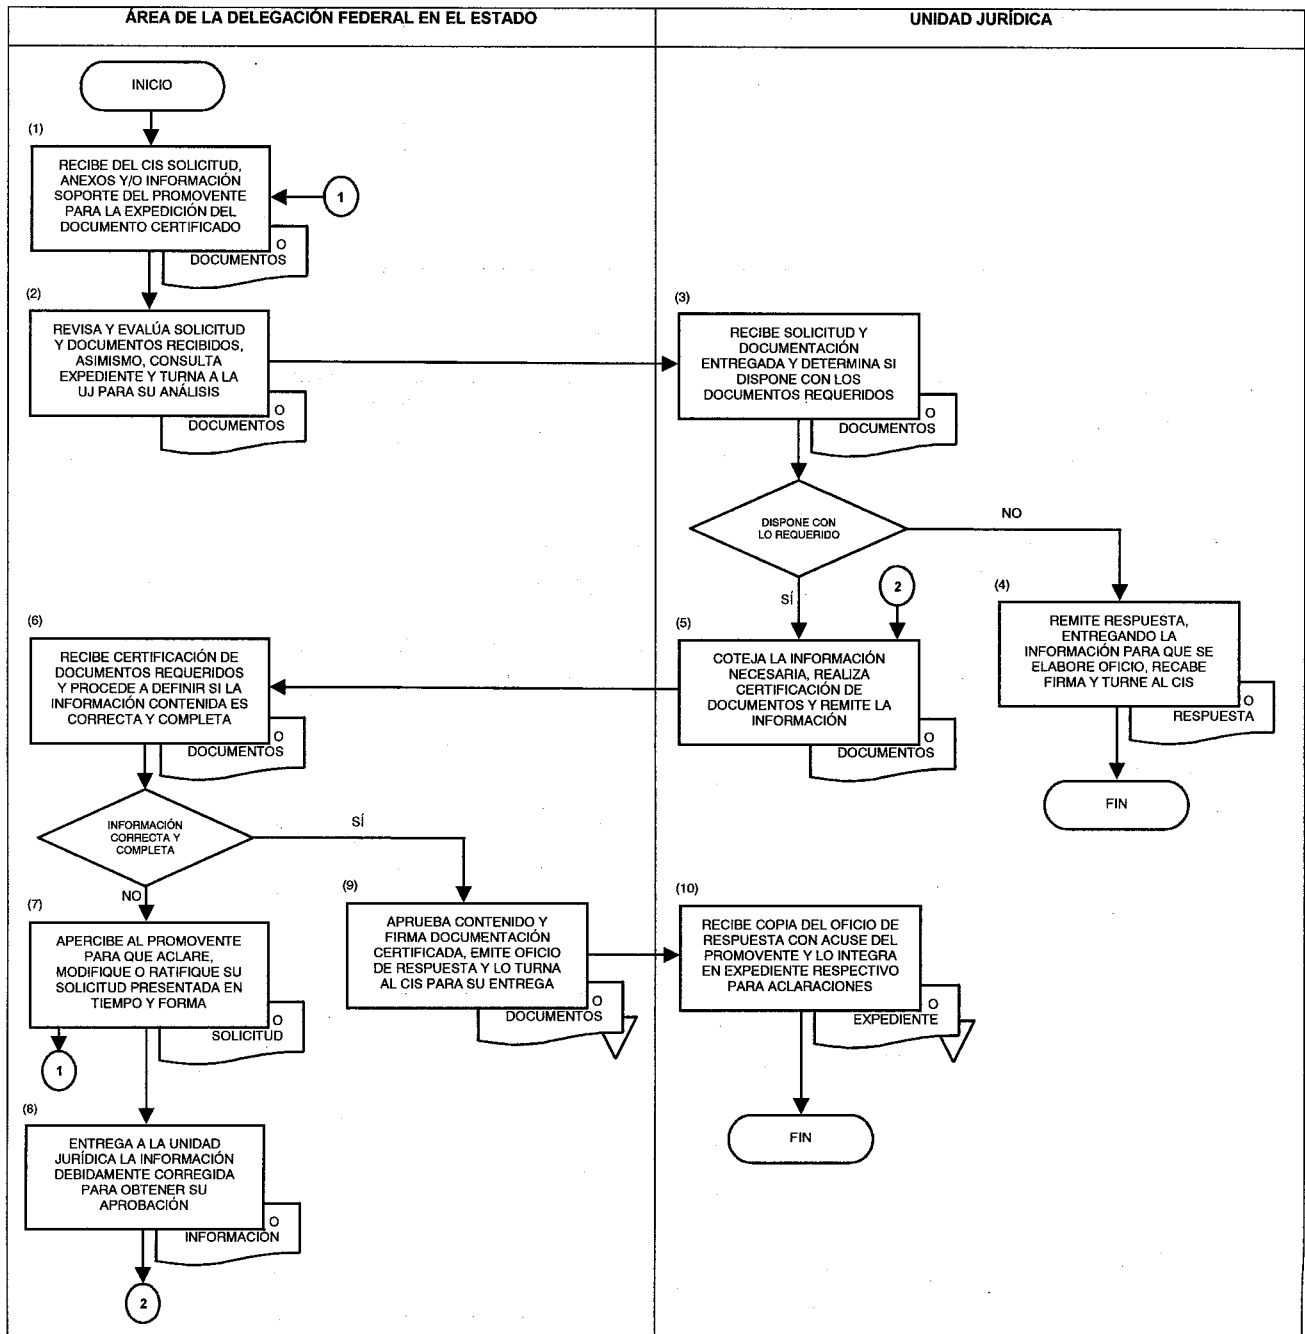 ÁREA DE LA DELEGACIÓN FEDERAL EN EL ESTADO
UNIDAD JURÍDICA
INICIO
(1)
RECIBE DEL CIS SOLICITUD,
ANEXOS Y/O INFORMACIÓN
SOPORTE DEL PROMOVENTE
PARA LA EXPEDICIÓN DEL
DOCUMENTO CERTIFICADO
1
O
DOCUMENTOS
(2)
REVISA Y EVALÚA SOLICITUD
Y DOCUMENTOS RECIBIDOS,
ASIMISMO, CONSULTA
EXPEDIENTE Y TURNA A LA
UJ PARA SU ANÁLISIS
O
DOCUMENTOS
(3)
RECIBE SOLICITUD Y
DOCUMENTACIÓN
ENTREGADA Y DETERMINA SI
DISPONE CON LOS
DOCUMENTOS REQUERIDOS
O
DOCUMENTOS
DISPONE CON
LO REQUERIDO
NO
SÍ
2
(4)
REMITE RESPUESTA,
ENTREGANDO LA
INFORMACIÓN PARA QUE SE
ELABORE OFICIO, RECABE
FIRMA Y TURNE AL CIS
O
RESPUESTA
FIN
(5)
COTEJA LA INFORMACIÓN
NECESARIA, REALIZA
CERTIFICACIÓN DE
DOCUMENTOS Y REMITE LA
INFORMACIÓN
O
DOCUMENTOS
(6)
RECIBE CERTIFICACIÓN DE
DOCUMENTOS REQUERIDOS
Y PROCEDE A DEFINIR SI LA
INFORMACIÓN CONTENIDA ES
CORRECTA Y COMPLETA
O
DOCUMENTOS
INFORMACIÓN
CORRECTA Y
COMPLETA
SÍ
NO
(7)
APERCIBE AL PROMOVENTE
PARA QUE ACLARE,
MODIFIQUE O RATIFIQUE SU
SOLICITUD PRESENTADA EN
TIEMPO Y FORMA
O
SOLICITUD
1
(8)
ENTREGA A LA UNIDAD
JURÍDICA LA INFORMACIÓN
DEBIDAMENTE CORREGIDA
PARA OBTENER SU
APROBACIÓN
O
INFORMACIÓN
2
(9)
APRUEBA CONTENIDO Y
FIRMA DOCUMENTACIÓN
CERTIFICADA, EMITE OFICIO
DE RESPUESTA Y LO TURNA
AL CIS PARA SU ENTREGA
O
DOCUMENTOS
(10)
RECIBE COPIA DEL OFICIO DE
RESPUESTA CON ACUSE DEL
PROMOVENTE Y LO INTEGRA
EN EXPEDIENTE RESPECTIVO
PARA ACLARACIONES
O
EXPEDIENTE
FIN